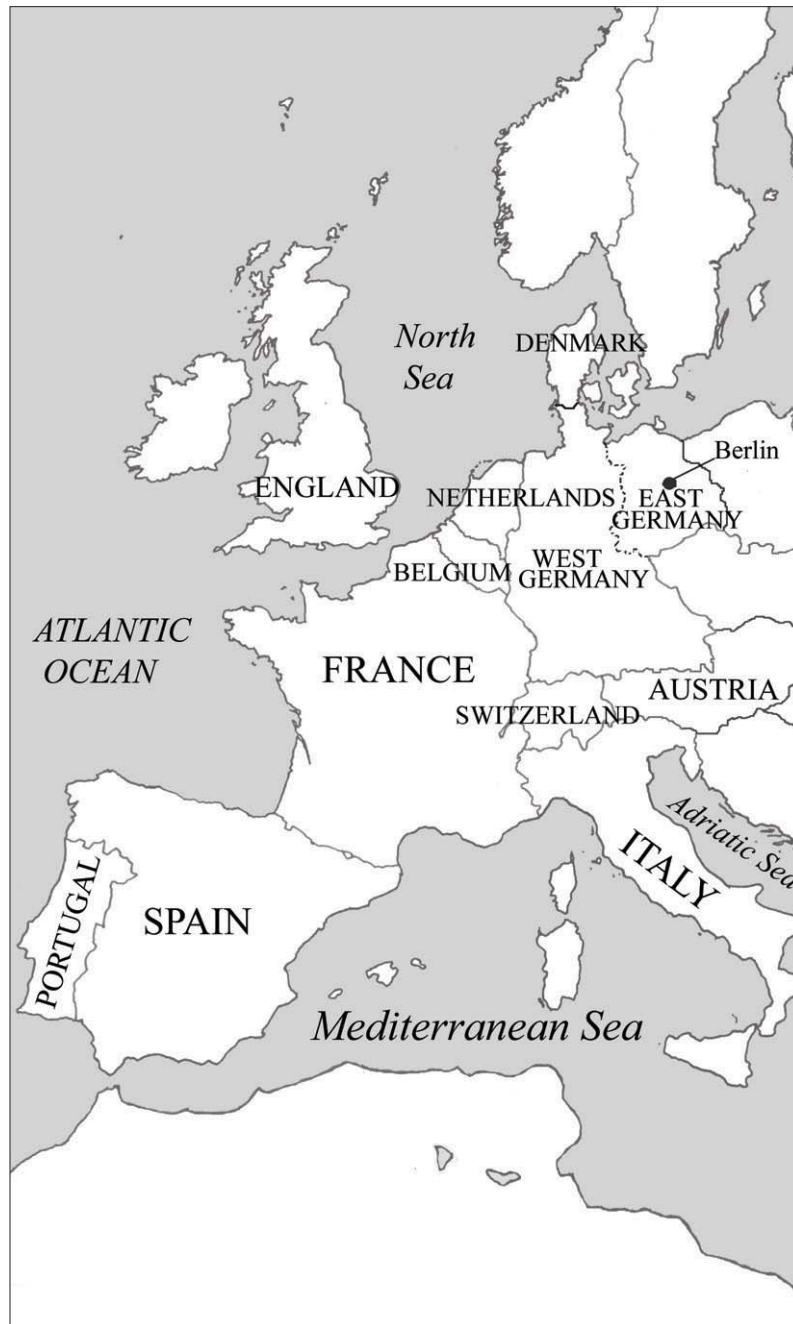 North
Sea
DENMARK
Berlin
ENGLAND
NETHERLANDS
EAST
GERMANY
BELGIUM
WEST
GERMANY
ATLANTIC
OCEAN
FRANCE
AUSTRIA
SWITZERLAND
Adriatic Sea
ITALY
PORTUGAL
SPAIN
Mediterranean Sea